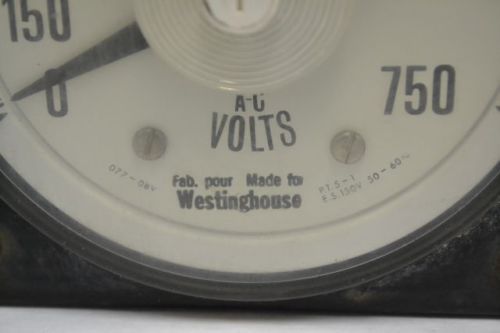 150
0
750
A-C
VOLTS
077-08V
Fab. pour Made for
Westinghouse
P.T. 5-1
E.S. 150V 50-60~